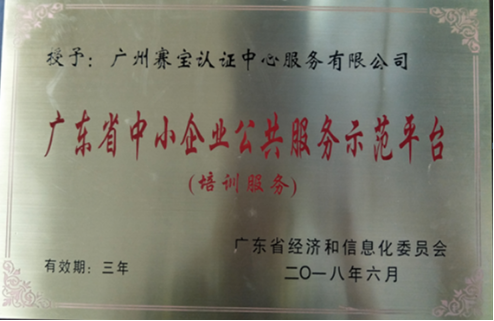 授予：广州赛宝认证中心服务有限公司
广东省中小企业公共服务示范平台
(培训服务)
广东省经济和信息化委员会
有效期：三年
二〇一八年六月